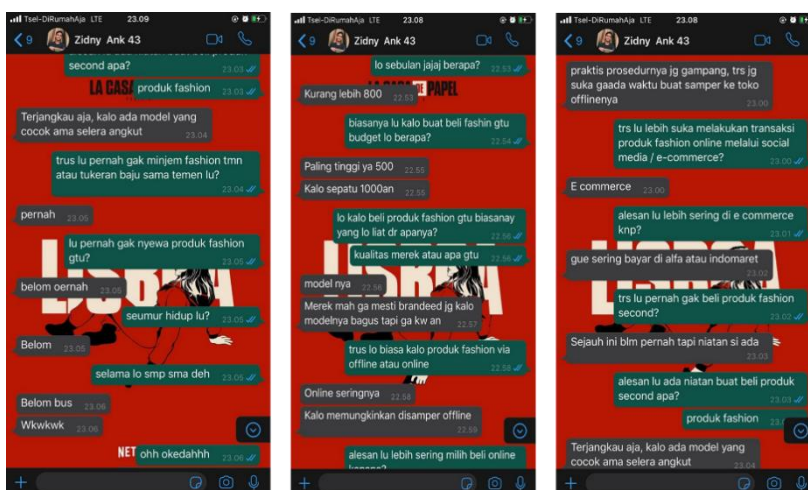 Tsel-DiRumahAja LTE 23.09
9 Zidny Ank 43
second apa?
produk fashion 23.03
LA CASA
Terjangkau aja, kalo ada model yang
cocok ama selera angkut 23.04
trus lu pernah gak minjem fashion tmn
atau tukeran baju sama temen lu?
23.04
pernah 23.05
lu pernah gak nyewa produk fashion
gtu? 23.05
belom oernah 23.05
seumur hidup lu? 23.05
Belom 23.05
selama lo smp sma deh 23.05
Belom bus 23.06
Wkwkwk 23.06
NET
ohh okedahhh 23.06
Tsel-DiRumahAja LTE 23.08
9 Zidny Ank 43
lo sebulan jajaj berapa? 22.53
LA CASA DE PAPEL
Kurang lebih 800 22.53
biasanya lu kalo buat beli fashin gtu
budget lo berapa? 22.54
Paling tinggi ya 500 22.55
Kalo sepatu 1000an 22.55
lo kalo beli produk fashion gtu biasanay
yang lo liat dr apanya? 22.56
kualitas merek atau apa gtu 22.56
model nya 22.56
Merek mah ga mesti brandeed jg kalo
modelnya bagus tapi ga kw an 22.57
trus lo biasa kalo produk fashion via
offline atau online 22.58
Online seringnya 22.58
Kalo memungkinkan disamper offline
22.59
alesan lu lebih sering milih beli online
Tsel-DiRumahAja LTE 23.08
9 Zidny Ank 43
praktis prosedurnya jg gampang, trs jg
suka gaada waktu buat samper ke toko
offlinenya 23.00
trs lu lebih suka melakukan transaksi
produk fashion online melalui social
media / e-commerce? 23.00
E commerce 23.00
alesan lu lebih sering di e commerce
knp? 23.01
gue sering bayar di alfa atau indomaret
23.02
trs lu pernah gak beli produk fashion
second? 23.02
Sejauh ini blm pernah tapi niatan si ada
23.03
alesan lu ada niatan buat beli produk
second apa? 23.03
produk fashion
Terjangkau aja, kalo ada model yang
cocok ama selera angkut 23.04